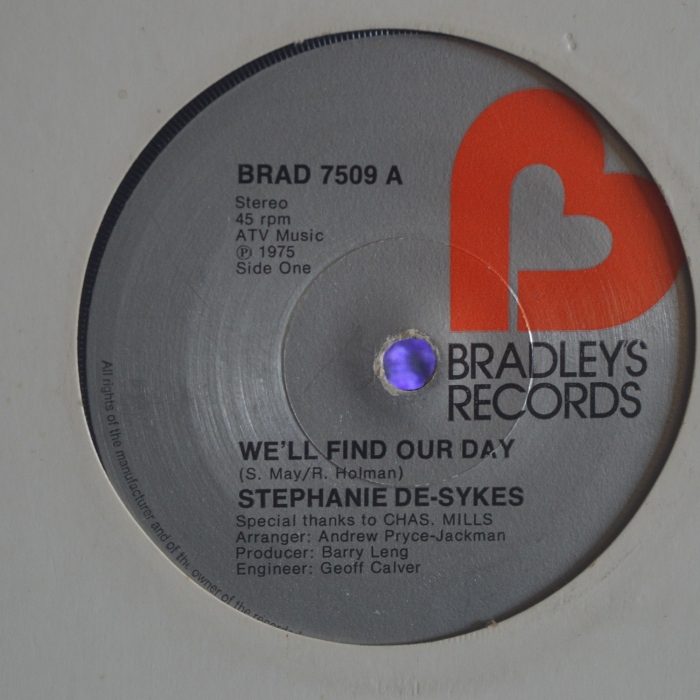 BRAD 7509 A
Stereo
45 rpm
ATV Music
Ⓟ 1975
Side One
BRADLEY'S
RECORDS
WE'LL FIND OUR DAY
(S. May/R. Holman)
STEPHANIE DE-SYKES
Special thanks to CHAS. MILLS
Arranger: Andrew Pryce-Jackman
Producer: Barry Leng
Engineer: Geoff Calver
All rights of the manufacturer and of the owner of the recorded